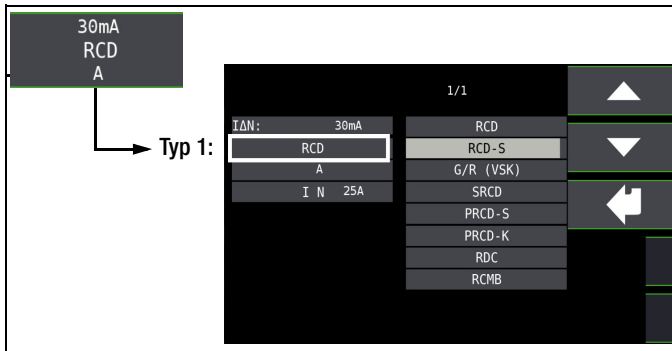 30mA
RCD
A
Typ 1:
1/1
IΔN: 30mA
RCD
A
I N 25A
RCD
RCD-S
G/R (VSK)
SRCD
PRCD-S
PRCD-K
RDC
RCMB